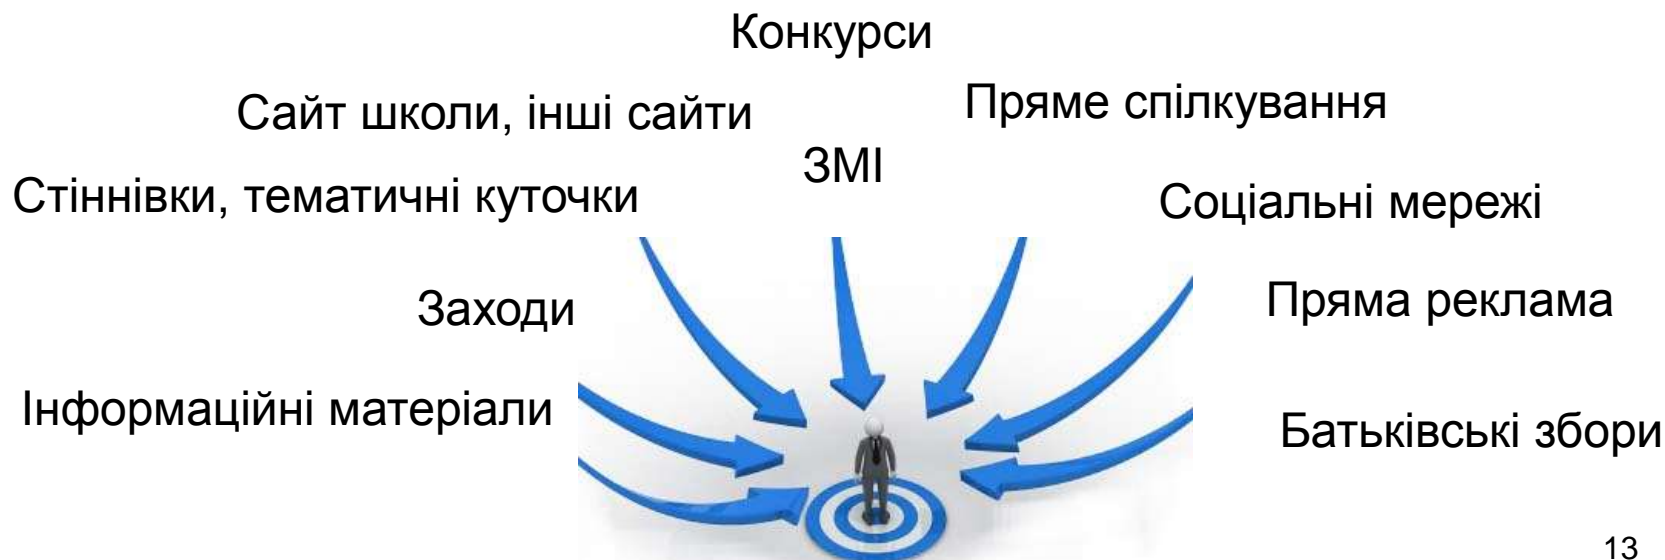 Конкурси
Сайт школи, інші сайти
Пряме спілкування
ЗМІ
Стіннівки, тематичні куточки
Соціальні мережі
Заходи
Пряма реклама
Інформаційні матеріали
Батьківські збори
13